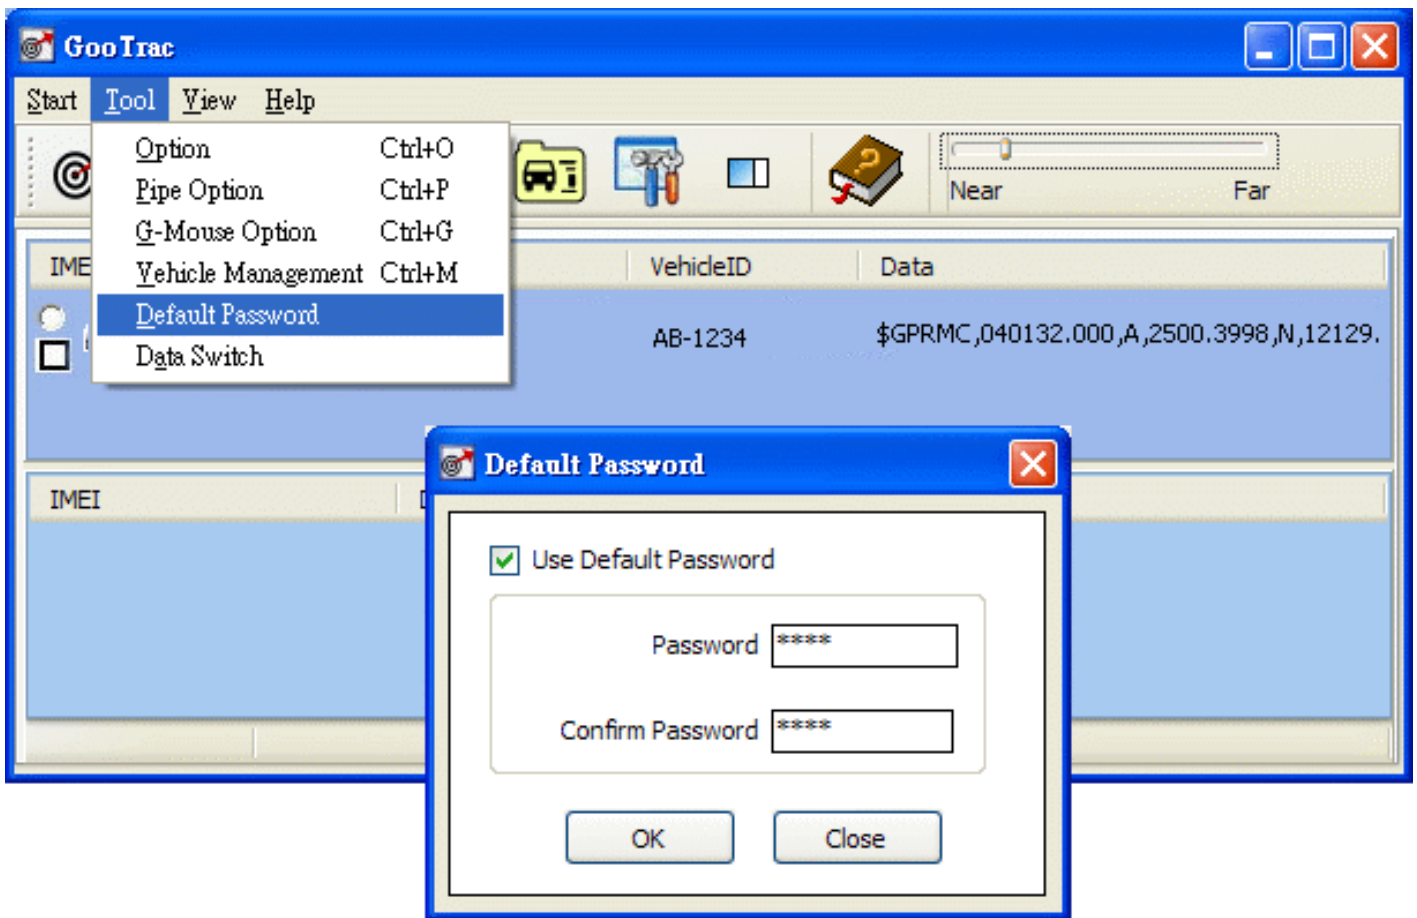 GooTrac
Start Tool View Help
Option Ctrl+O
Pipe Option Ctrl+P
G-Mouse Option Ctrl+G
Vehicle Management Ctrl+M
Default Password
Data Switch
Near Far
VehicleID Data
AB-1234 $GPRMC,040132.000,A,2500.3998,N,12129.
IMEI
Default Password
Use Default Password
Password ****
Confirm Password ****
OK Close